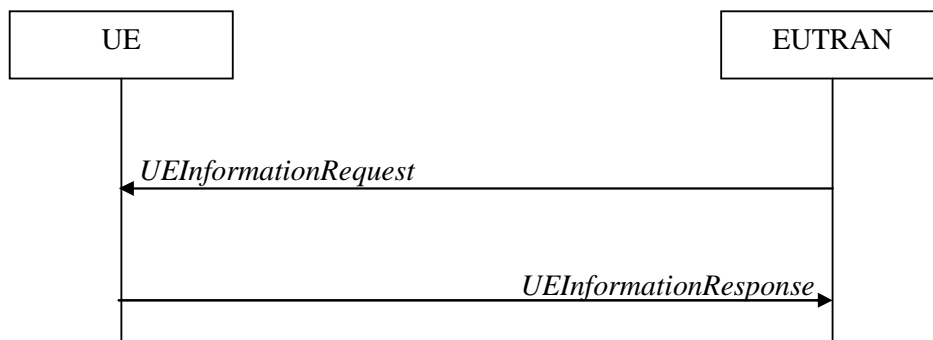 UE
EUTRAN
UEInformationRequest
UEInformationResponse